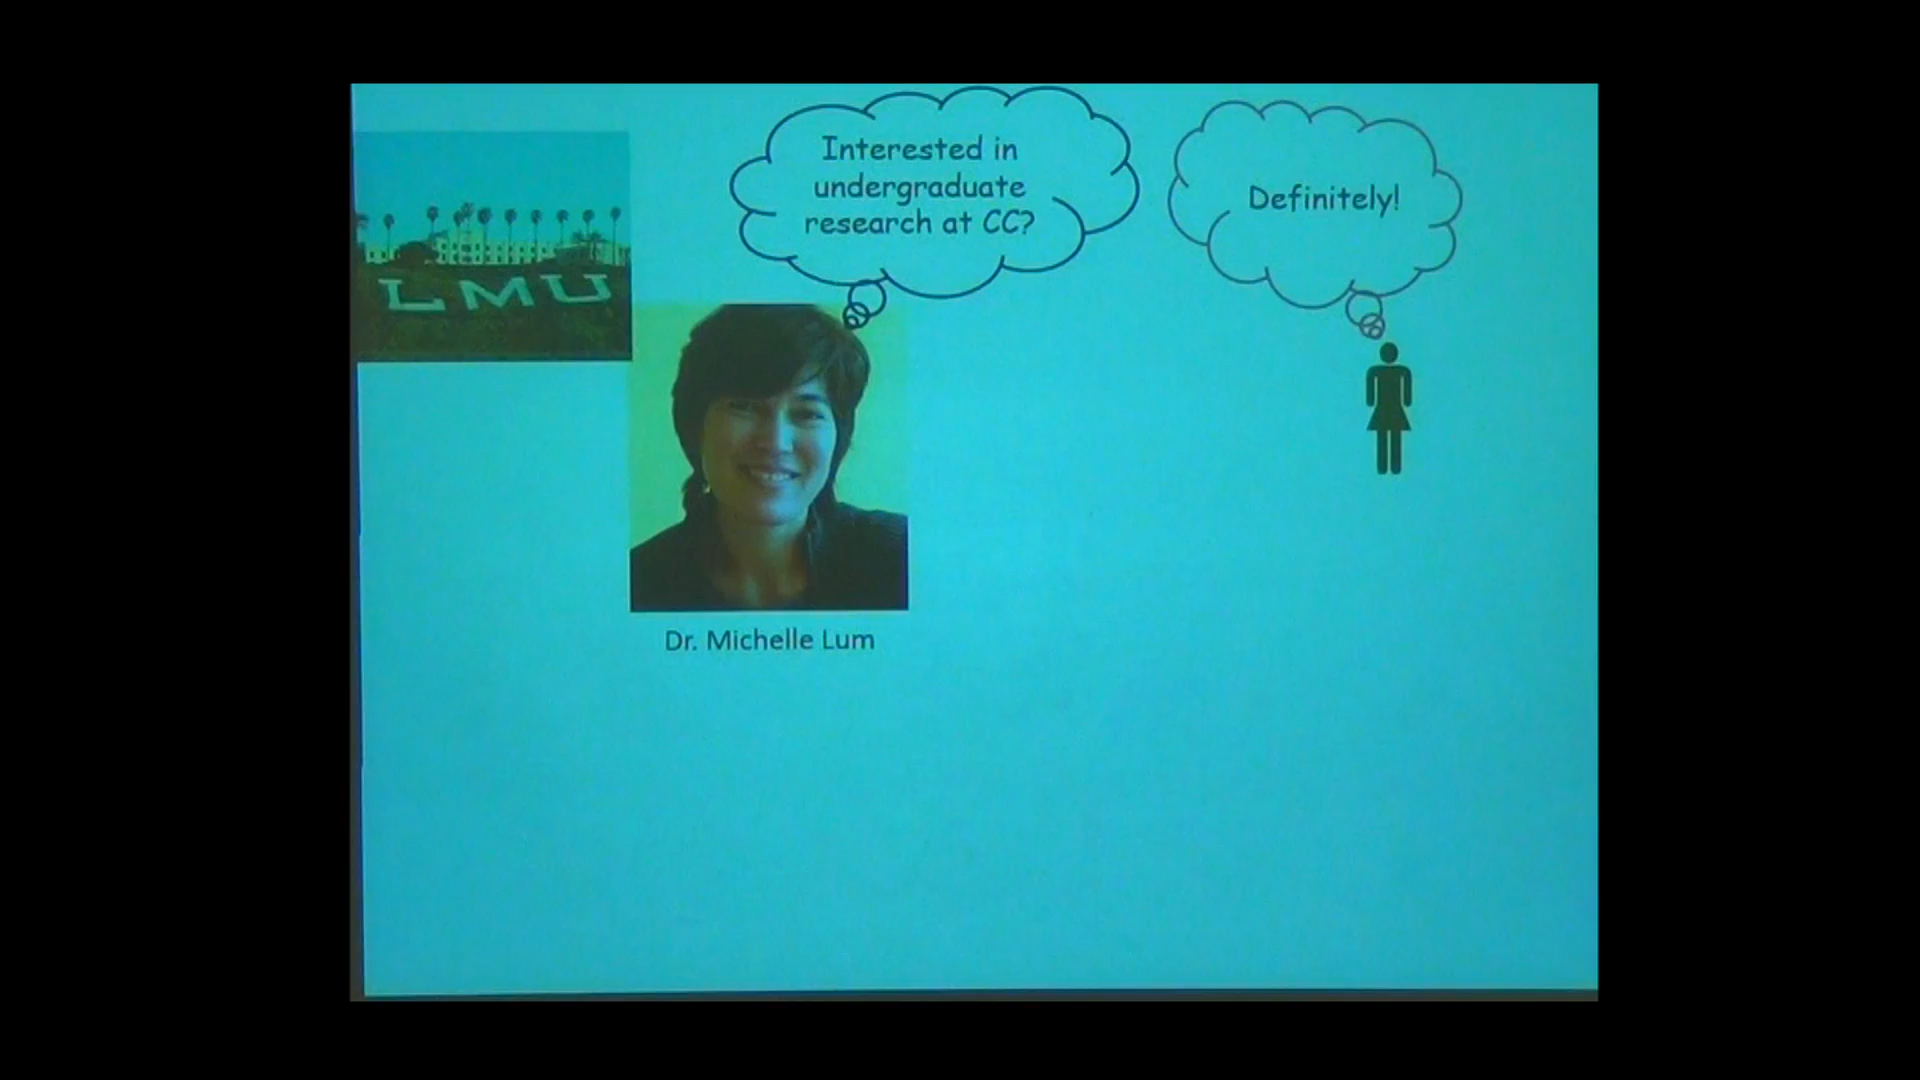 LMU
Interested in
undergraduate
research at CC?
Definitely!
Dr. Michelle Lum